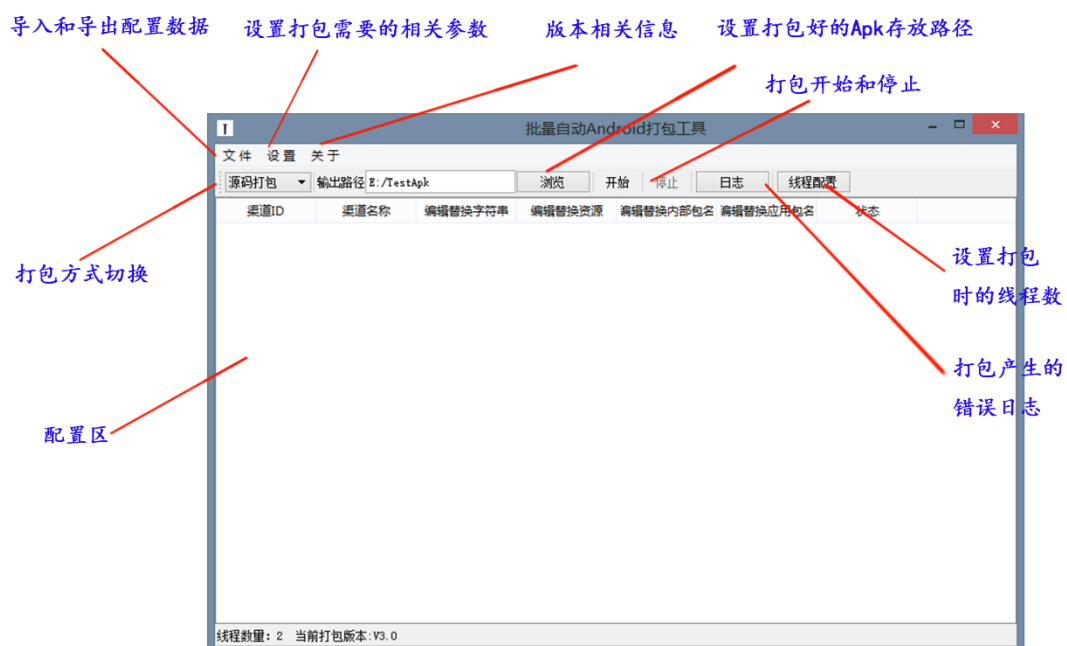 导入和导出配置数据
设置打包需要的相关参数
版本相关信息
设置打包好的Apk存放路径
打包开始和停止
批量自动Android打包工具
文件 设置 关于
源码打包 输出路径 E:/TestApk 浏览 开始 停止 日志 线程配置
渠道ID 渠道名称 编辑替换字符串 编辑替换资源 编辑替换内部包名 编辑替换应用包名 状态
打包方式切换
设置打包
时的线程数
打包产生的
错误日志
配置区
线程数量: 2 当前打包版本:V3.0